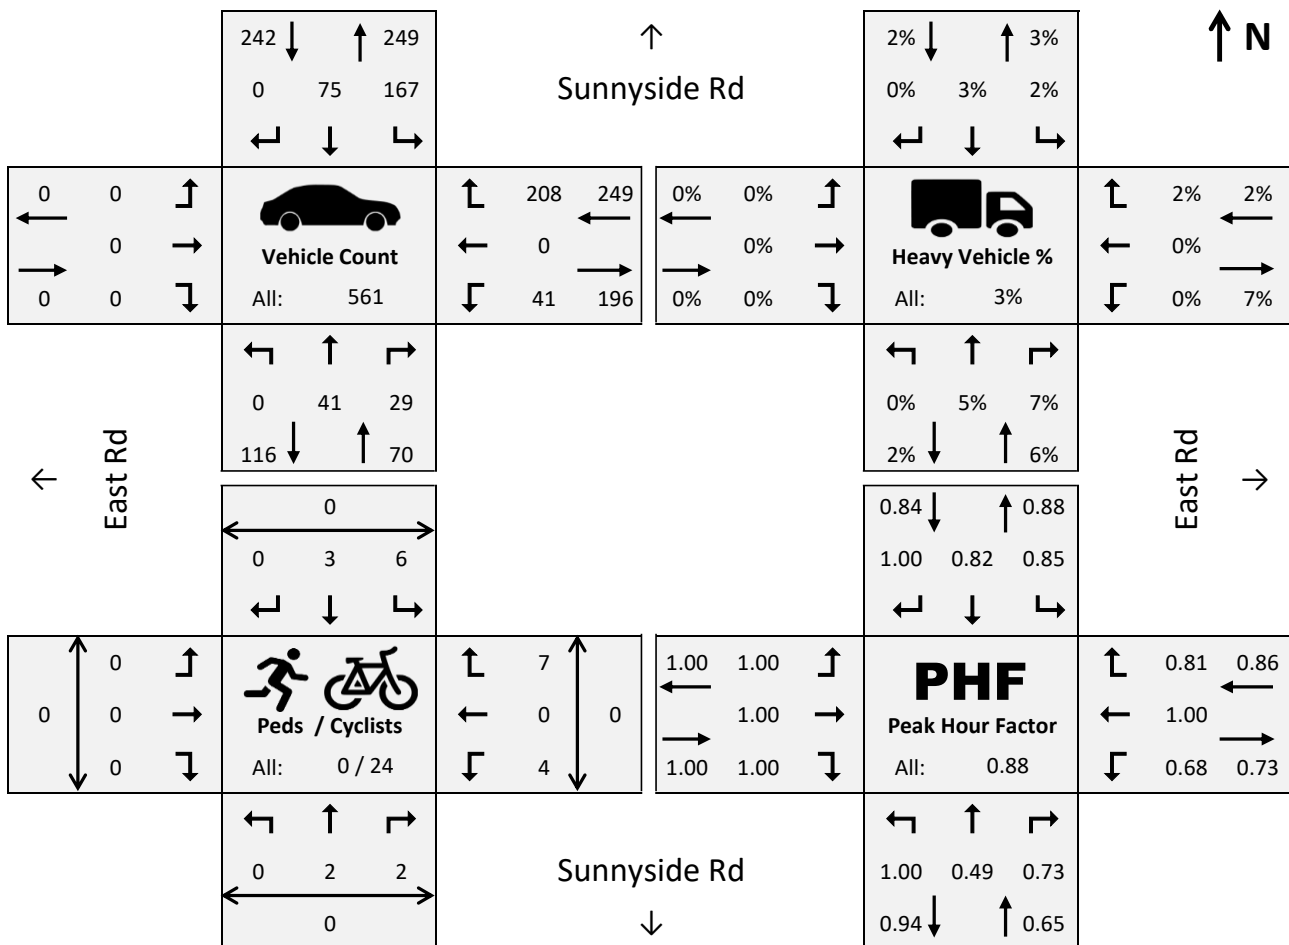 242 249 2% 3% N
Sunnyside Rd
0 75 167 0% 3% 2%
0 0 208 249 0% 0% 2% 2%
0 0 0% 0%
Vehicle Count Heavy Vehicle %
0 0 All: 561 41 196 0% 0% All: 3% 0% 7%
0 41 29 0% 5% 7%
116 70 2% 6%
East Rd East Rd
0 0.84 0.88
0 3 6 1.00 0.82 0.85
0 7 1.00 1.00 PHF 0.81 0.86
0 0 0 0 1.00 1.00
Peds / Cyclists Peak Hour Factor
0 All: 0 / 24 4 1.00 1.00 All: 0.88 0.68 0.73
0 2 2 Sunnyside Rd 1.00 0.49 0.73
0 0.94 0.65